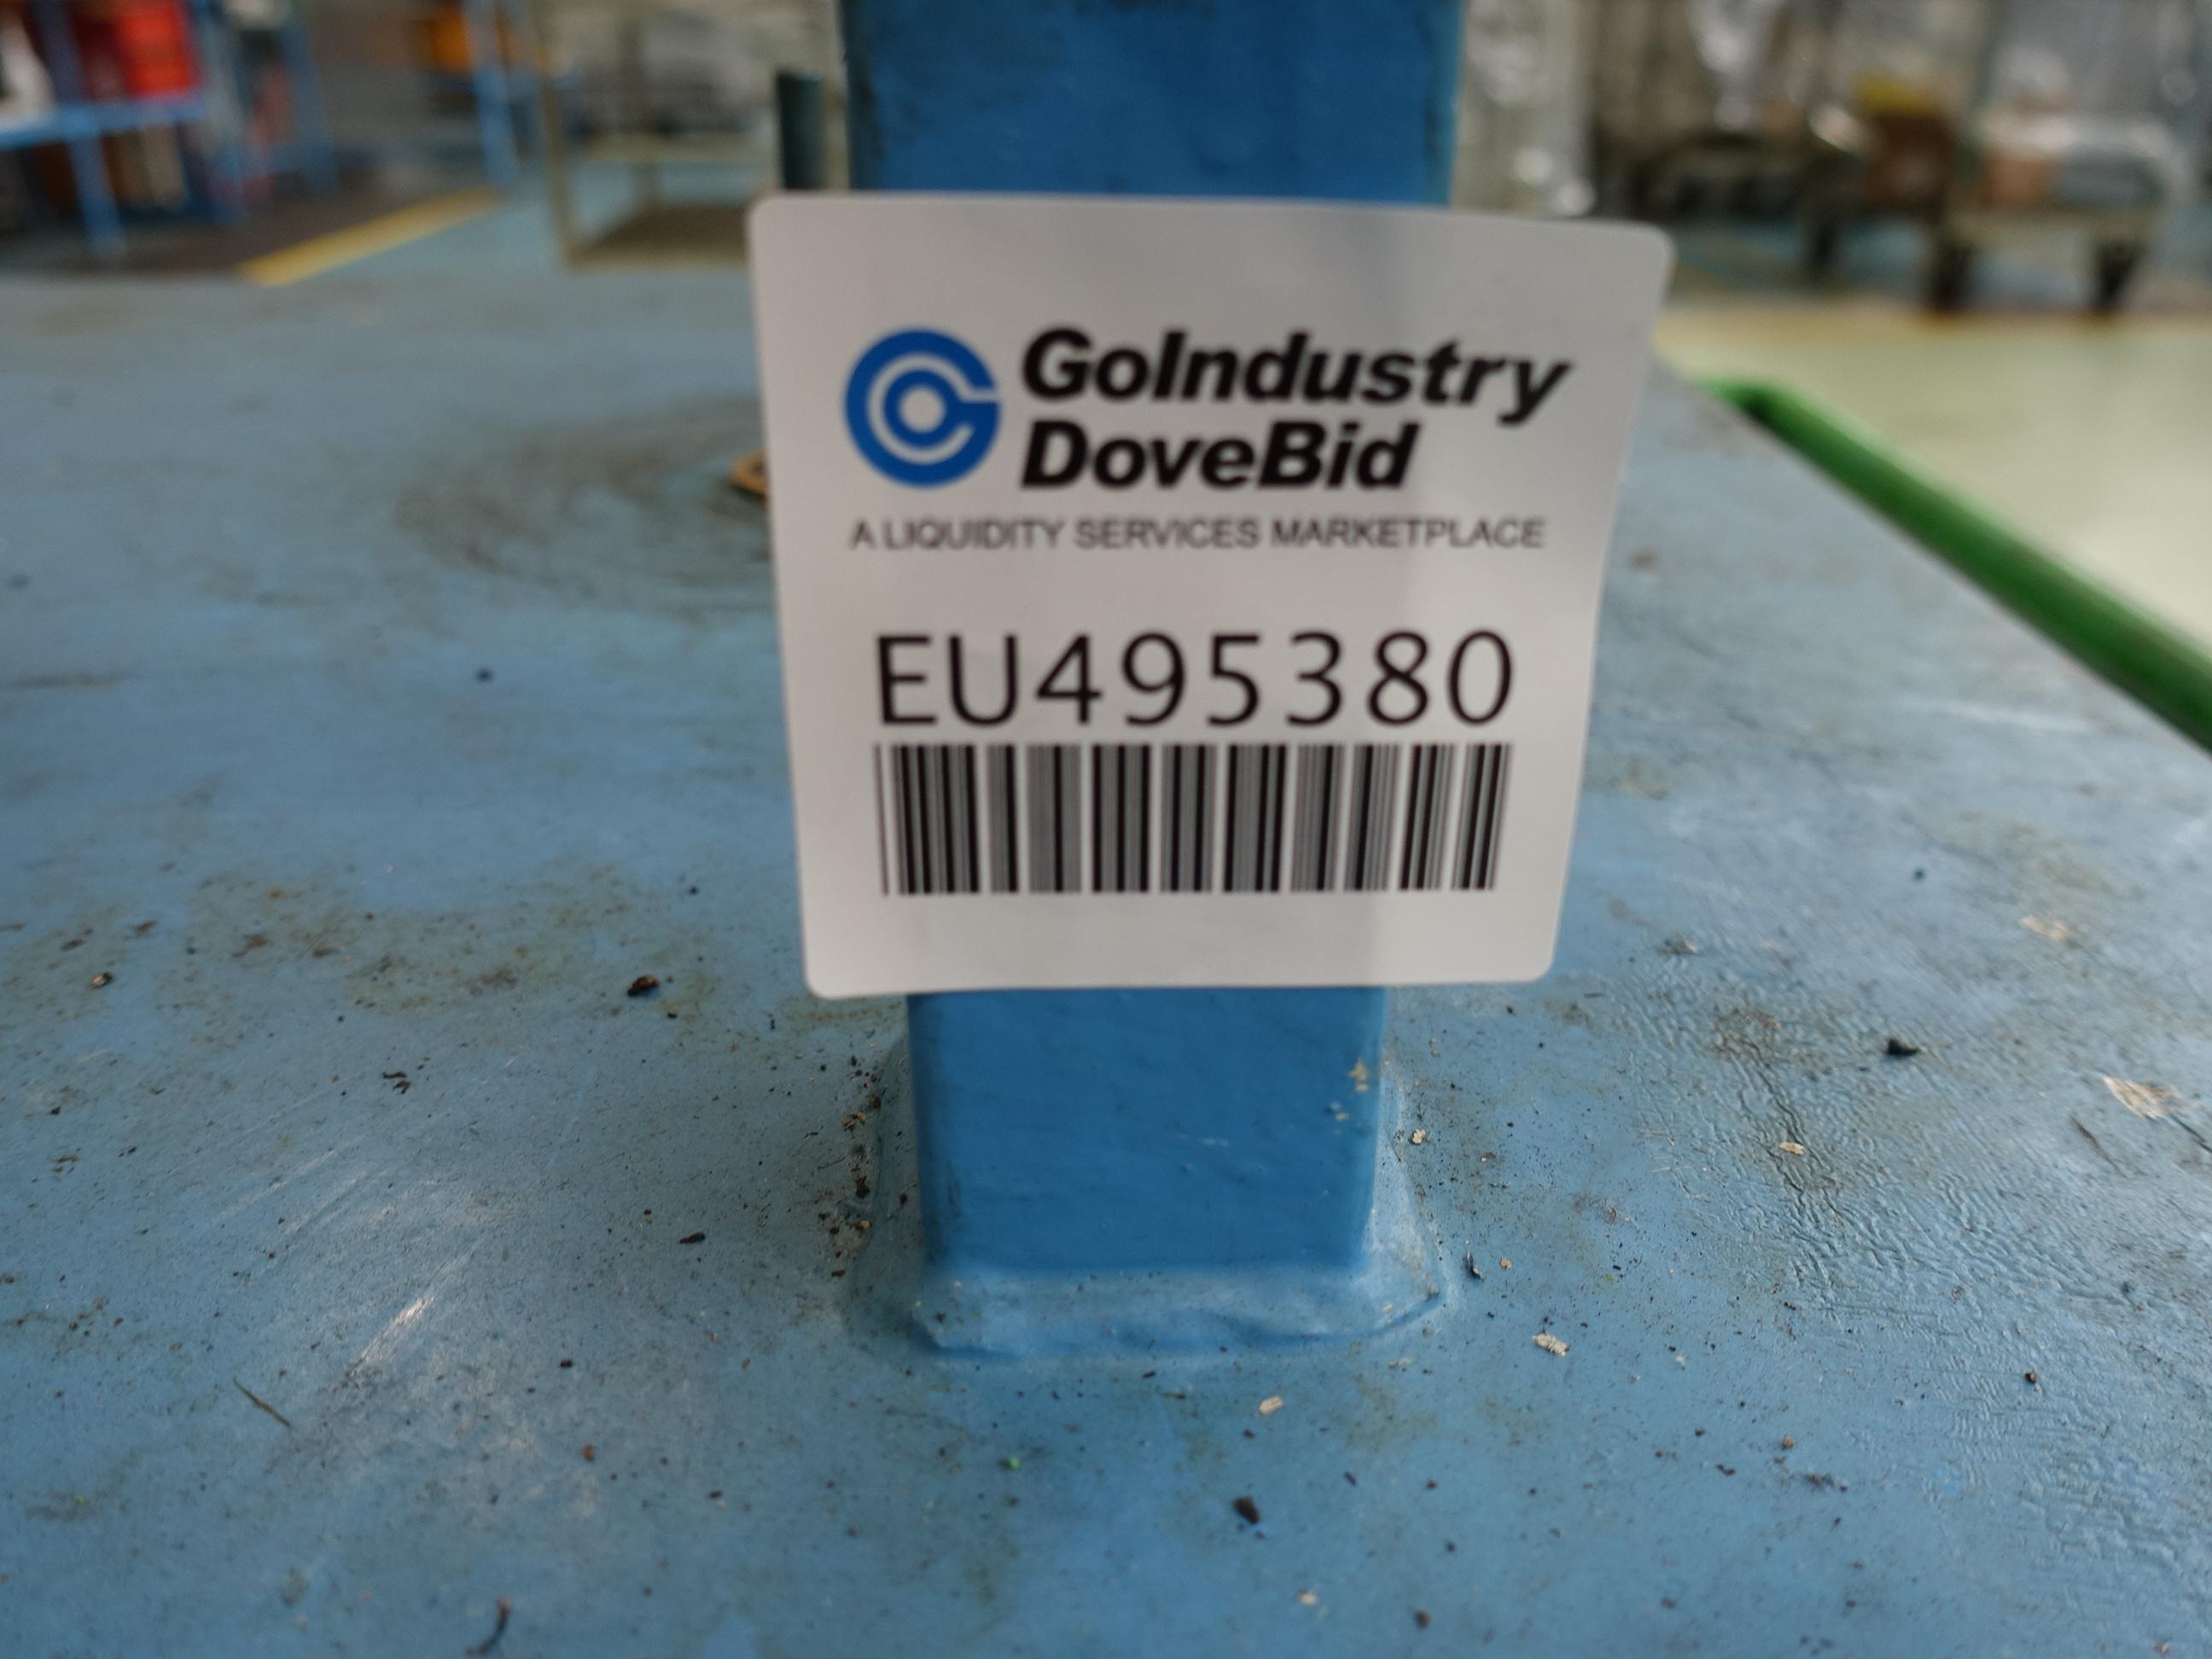 GoIndustry
DoveBid
A LIQUIDITY SERVICES MARKETPLACE
EU495380